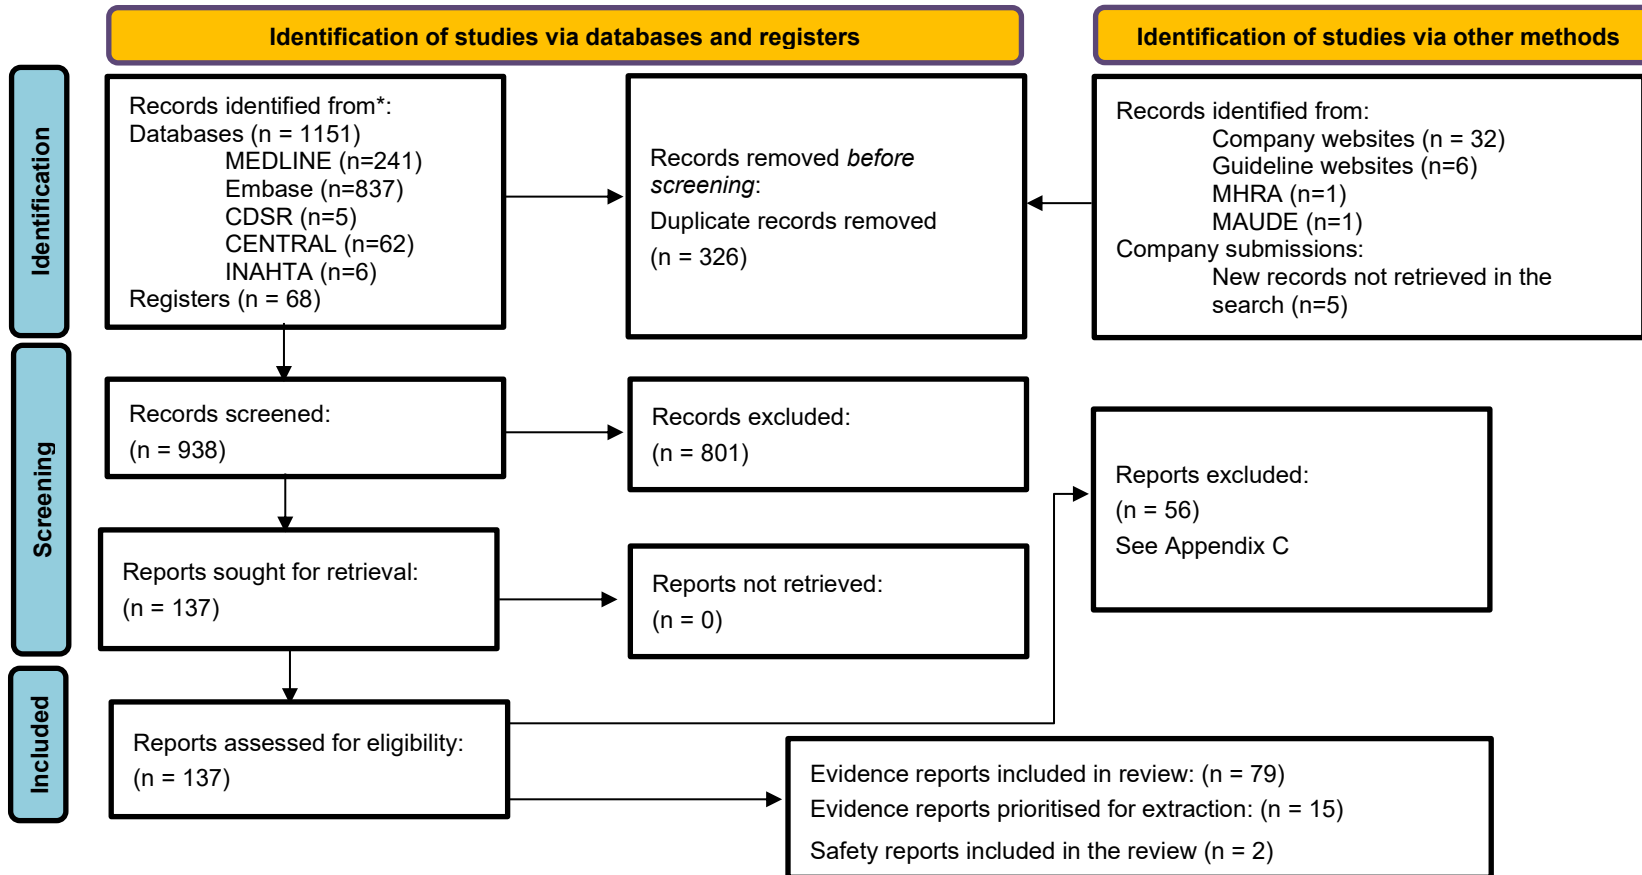 Identification of studies via databases and registers
Identification of studies via other methods
Identification
Records identified from*:
Databases (n = 1151)
MEDLINE (n=241)
Embase (n=837)
CDSR (n=5)
CENTRAL (n=62)
INAHTA (n=6)
Registers (n = 68)
Records removed before
screening:
Duplicate records removed
(n = 326)
Records identified from:
Company websites (n = 32)
Guideline websites (n=6)
MHRA (n=1)
MAUDE (n=1)
Company submissions:
New records not retrieved in the
search (n=5)
Screening
Records screened:
(n = 938)
Records excluded:
(n = 801)
Reports sought for retrieval:
(n = 137)
Reports not retrieved:
(n = 0)
Reports excluded:
(n = 56)
See Appendix C
Included
Reports assessed for eligibility:
(n = 137)
Evidence reports included in review: (n = 79)
Evidence reports prioritised for extraction: (n = 15)
Safety reports included in the review (n = 2)